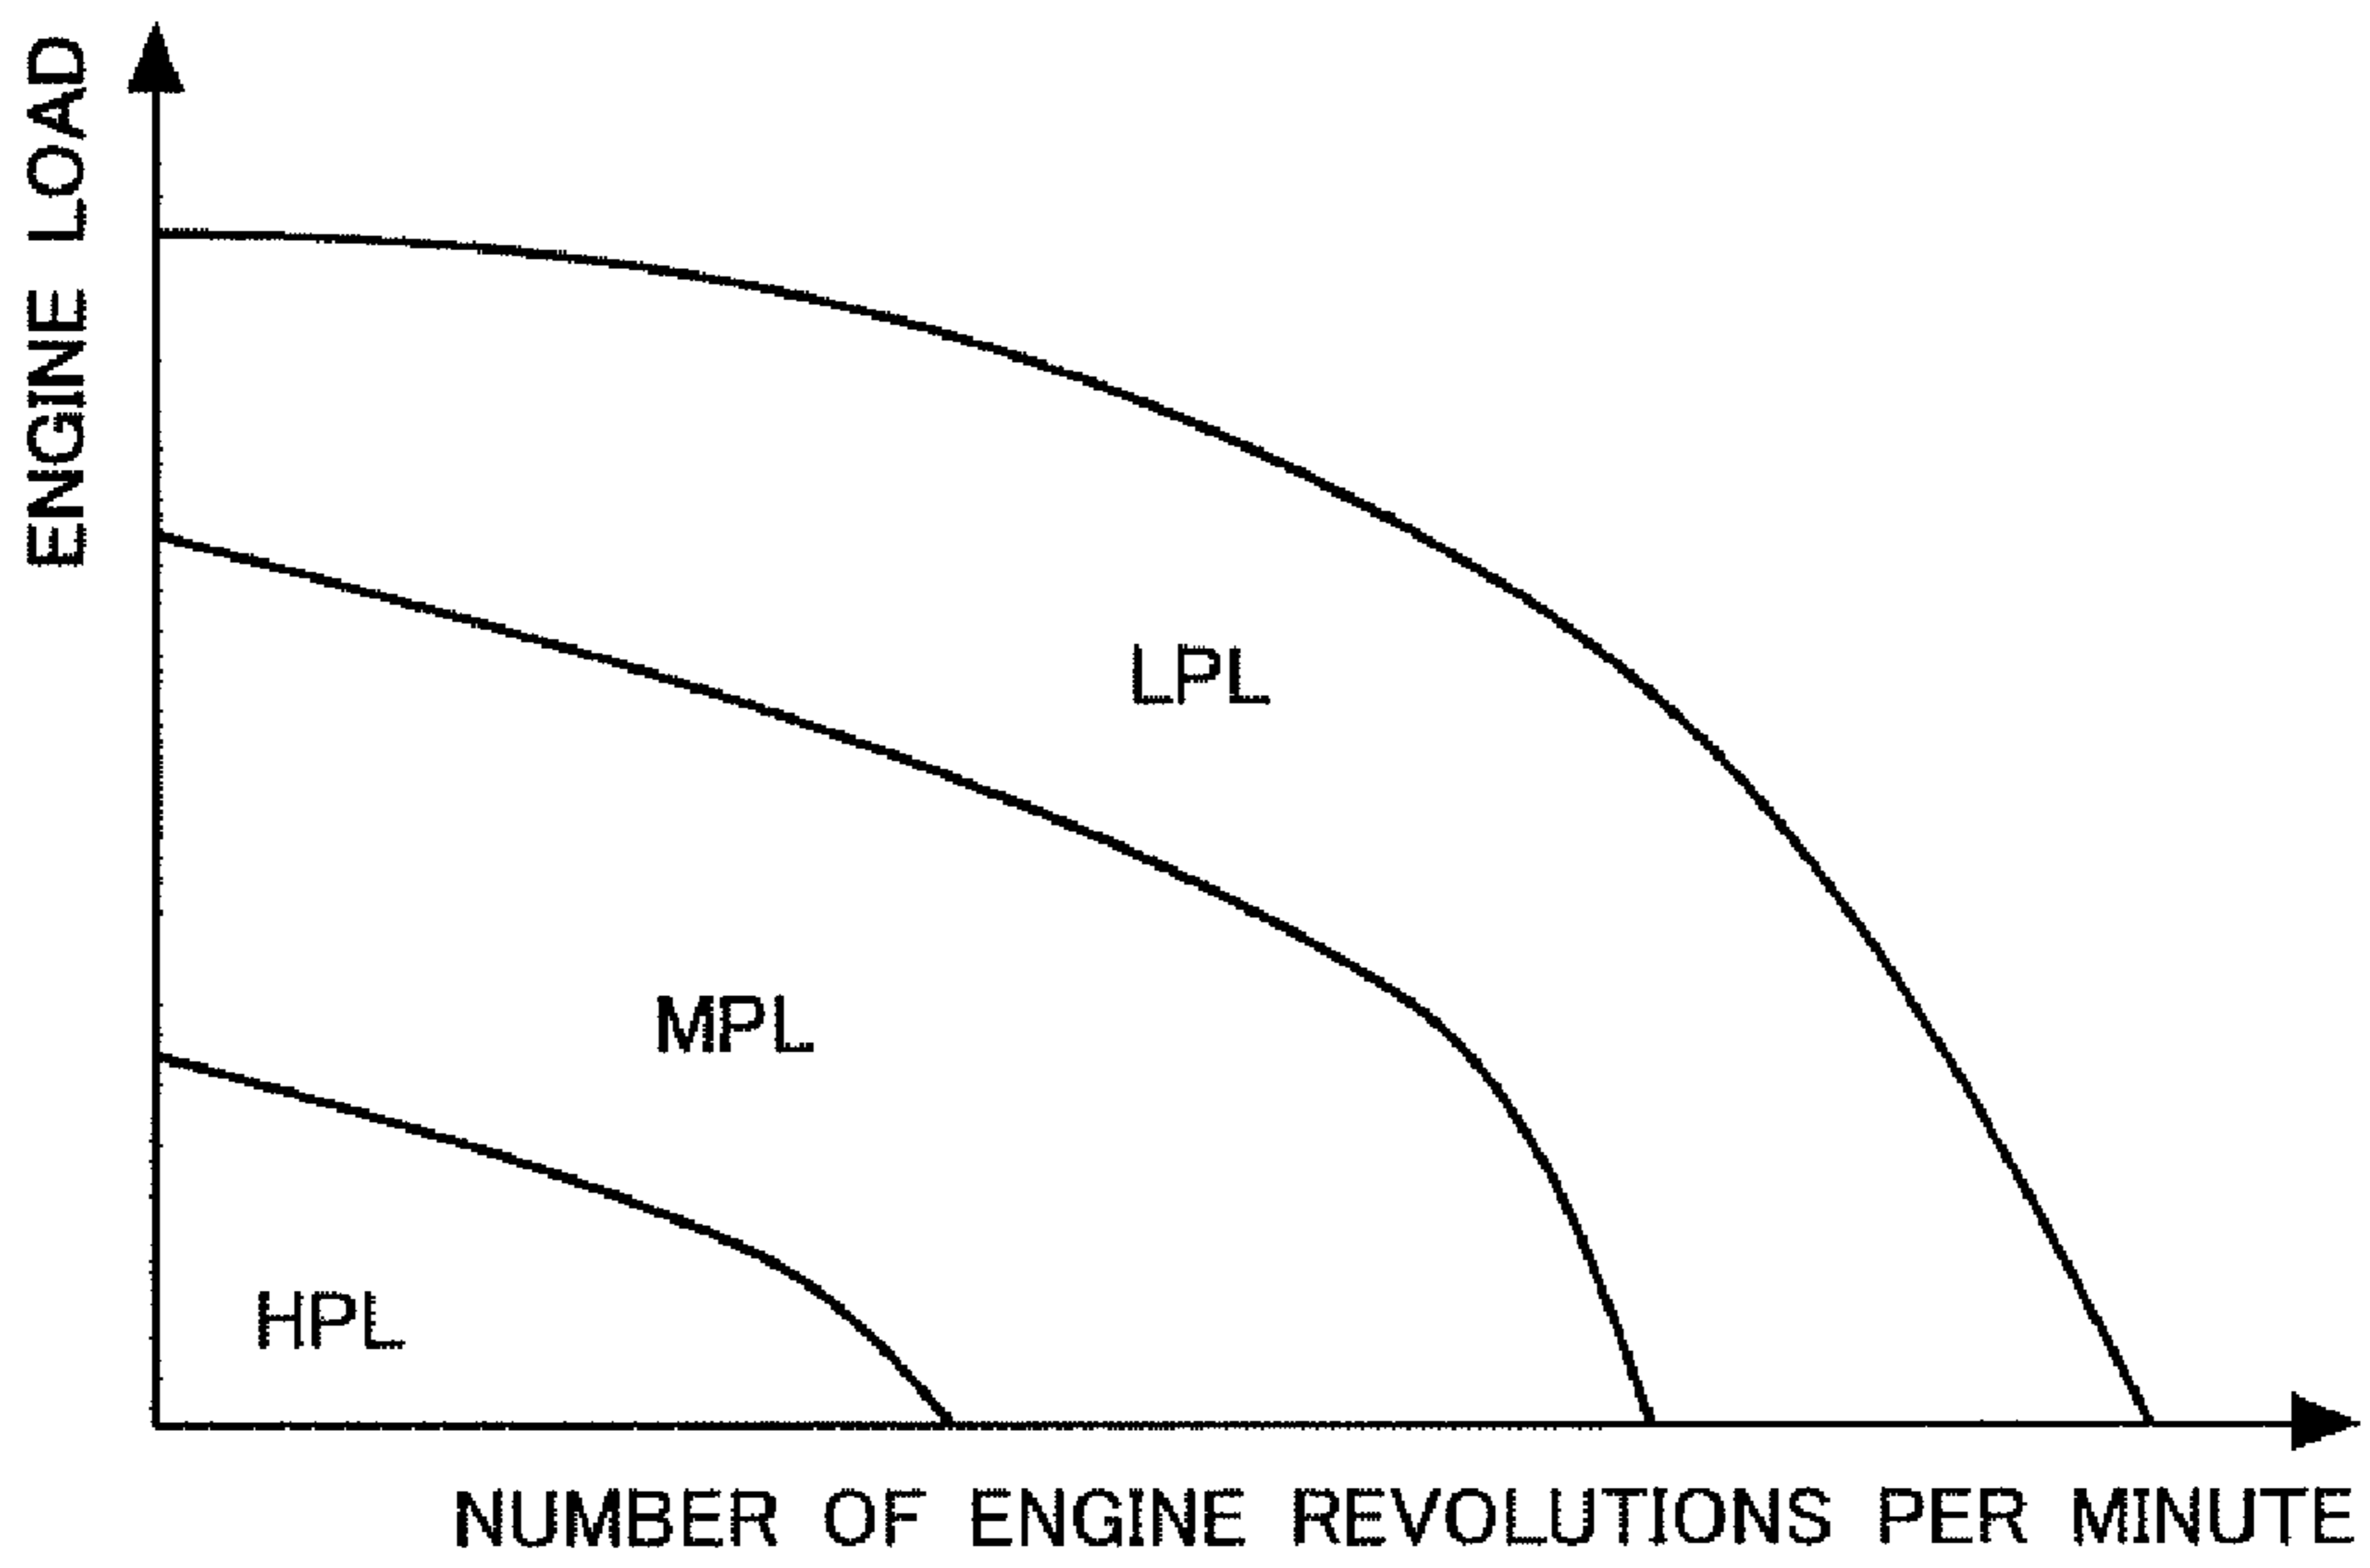 ENGINE LOAD
LPL
MPL
HPL
NUMBER OF ENGINE REVOLUTIONS PER MINUTE